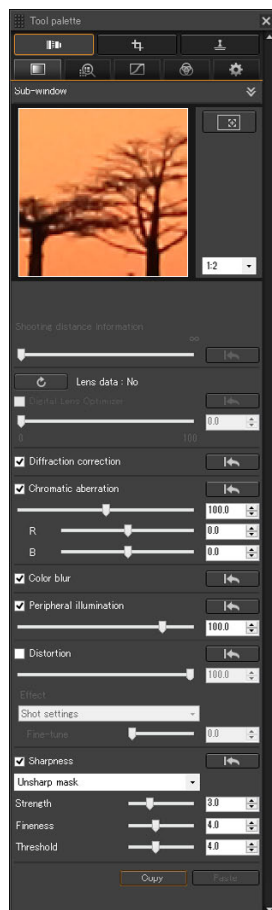 Tool palette
Sub-window
1:2
Shooting distance information
∞
Lens data : No
Digital Lens Optimizer
0.0
0 100
Diffraction correction
Chromatic aberration
100.0
R 0.0
B 0.0
Color blur
Peripheral illumination
100.0
Distortion
100.0
Effect
Shot settings
Fine-tune 0.0
Sharpness
Unsharp mask
Strength 3.0
Fineness 4.0
Threshold 4.0
Copy Paste